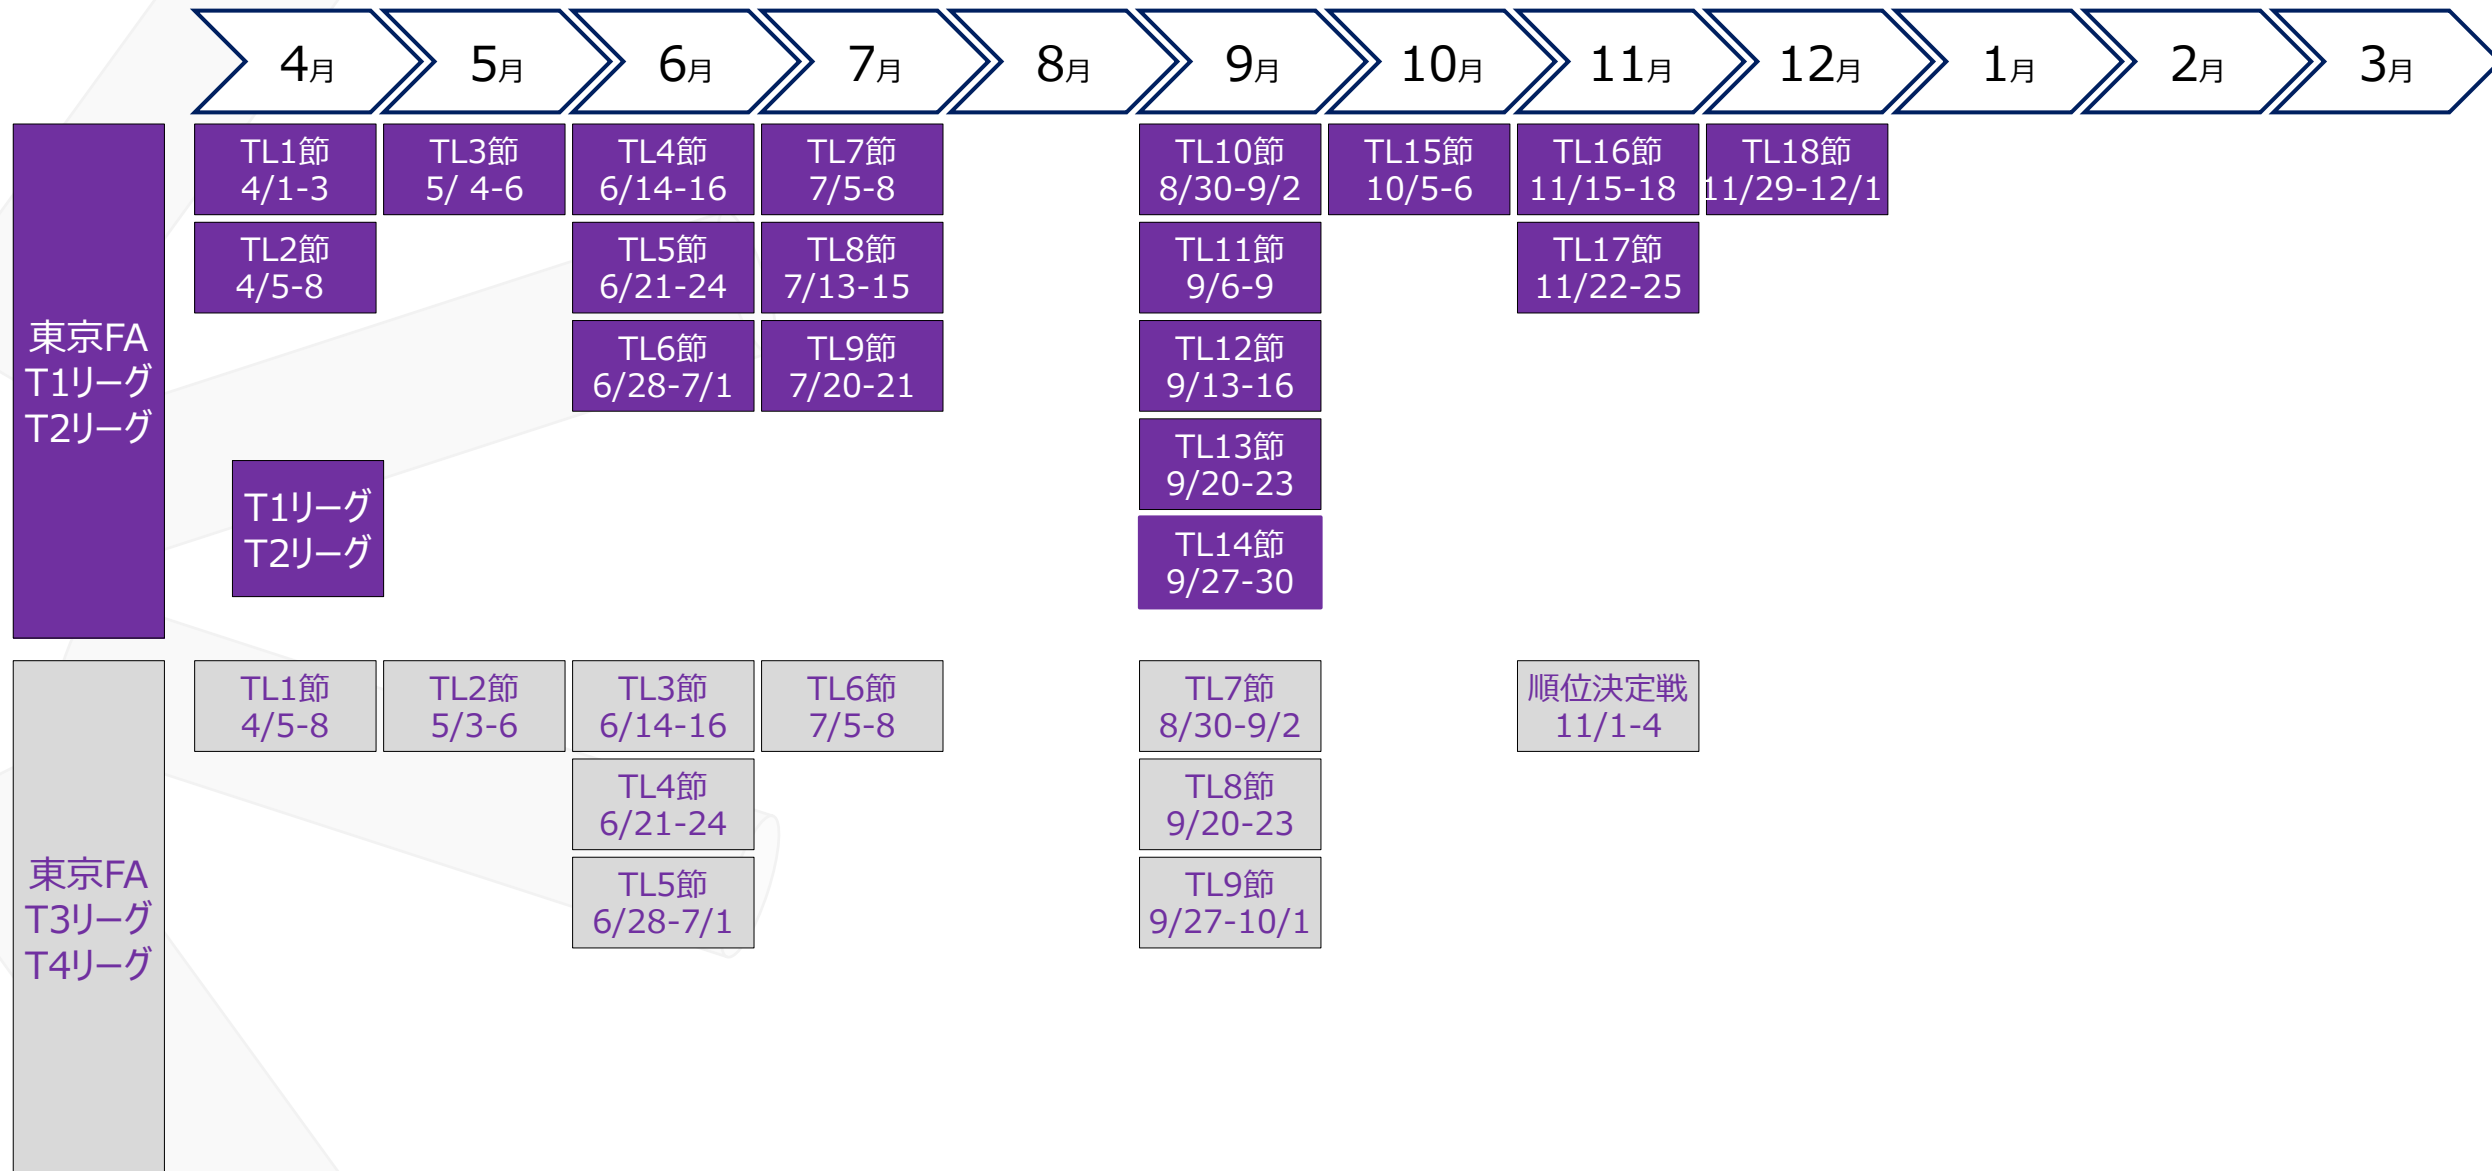 4月
5月
6月
7月
8月
9月
10月
11月
12月
1月
2月
3月
東京FA
T1リーグ
T2リーグ
TL1節
4/1-3
TL2節
4/5-8
TL3節
5/ 4-6
TL4節
6/14-16
TL5節
6/21-24
TL6節
6/28-7/1
TL7節
7/5-8
TL8節
7/13-15
TL9節
7/20-21
TL10節
8/30-9/2
TL11節
9/6-9
TL12節
9/13-16
TL13節
9/20-23
TL14節
9/27-30
TL15節
10/5-6
TL16節
11/15-18
TL17節
11/22-25
TL18節
11/29-12/1
T1リーグ
T2リーグ
東京FA
T3リーグ
T4リーグ
TL1節
4/5-8
TL2節
5/3-6
TL3節
6/14-16
TL4節
6/21-24
TL5節
6/28-7/1
TL6節
7/5-8
TL7節
8/30-9/2
TL8節
9/20-23
TL9節
9/27-10/1
順位決定戦
11/1-4